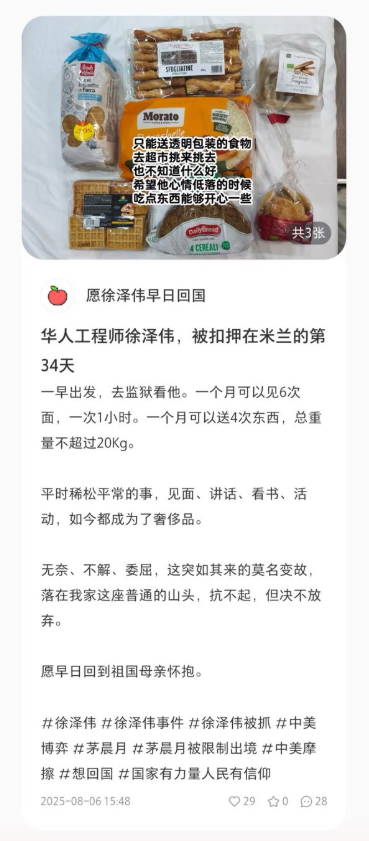 SFOGLIATINE
Morato
只能送透明包装的食物
去超市挑来挑去
也不知道什么好
希望他心情低落的时候
吃点东西能够开心一些
DailyBread
4 CEREALI
共3张
愿徐泽伟早日回国
华人工程师徐泽伟，被扣押在米兰的第
34天
一早出发，去监狱看他。一个月可以见6次
面，一次1小时。一个月可以送4次东西，总重
量不超过20Kg。
平时稀松平常的事，见面、讲话、看书、活
动，如今都成为了奢侈品。
无奈、不解、委屈，这突如其来的莫名变故，
落在我家这座普通的山头，抗不起，但决不放
弃。
愿早日回到祖国母亲怀抱。
#徐泽伟 #徐泽伟事件 #徐泽伟被抓 #中美
博弈 #茅晨月 #茅晨月被限制出境 #中美摩
擦 #想回国 #国家有力量人民有信仰
2025-08-06 15:48
29
0
28